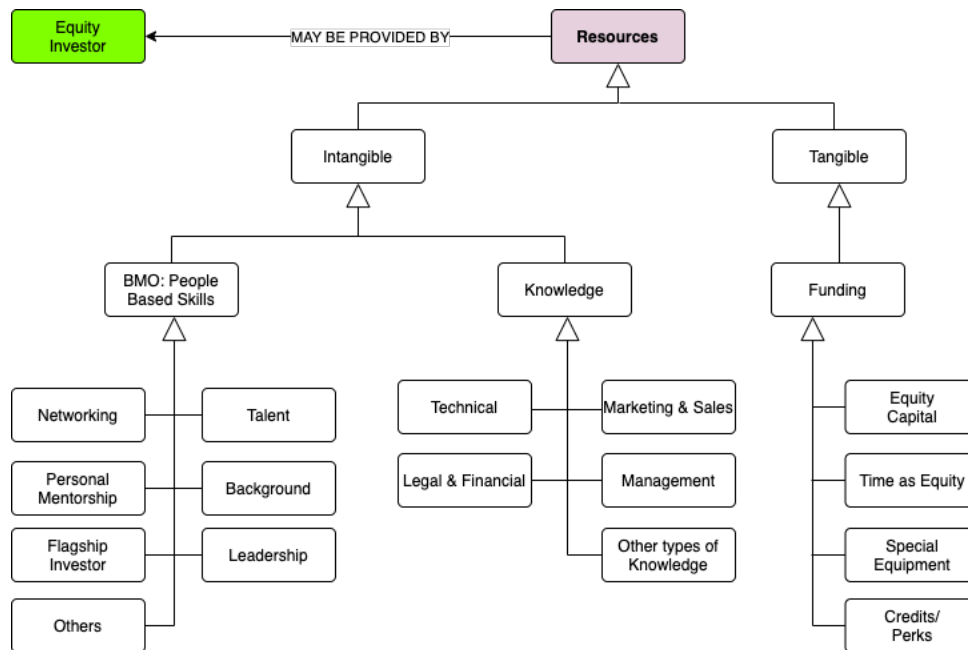 Equity
Investor
MAY BE PROVIDED BY
Resources
Intangible
Tangible
BMO: People
Based Skills
Knowledge
Funding
Networking
Talent
Personal
Mentorship
Background
Flagship
Investor
Leadership
Others
Technical
Marketing & Sales
Legal & Financial
Management
Other types of
Knowledge
Equity
Capital
Time as Equity
Special
Equipment
Credits/
Perks